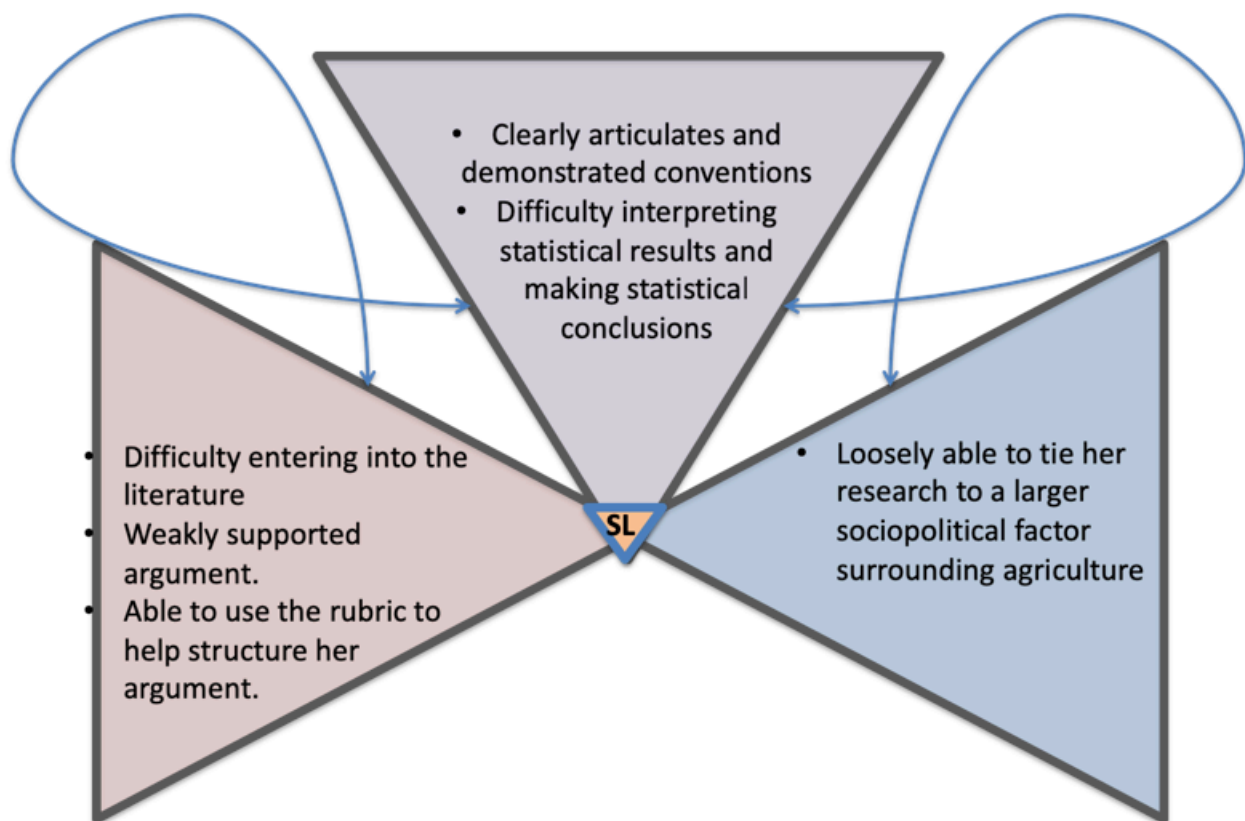 • Clearly articulates and
demonstrated conventions
• Difficulty interpreting
statistical results and
making statistical
conclusions
• Difficulty entering into the
literature
• Weakly supported
argument.
• Able to use the rubric to
help structure her
argument.
SL
• Loosely able to tie her
research to a larger
sociopolitical factor
surrounding agriculture